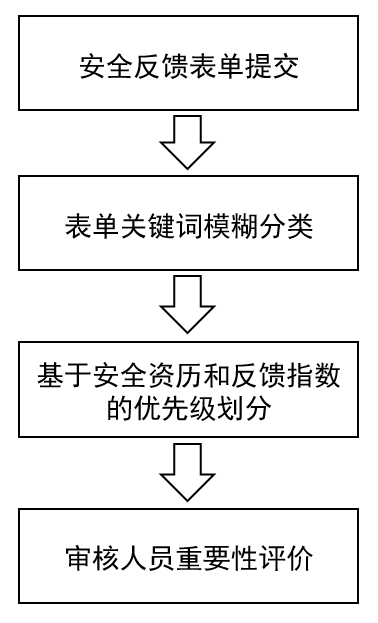 安全反馈表单提交
表单关键词模糊分类
基于安全资历和反馈指数
的优先级划分
审核人员重要性评价